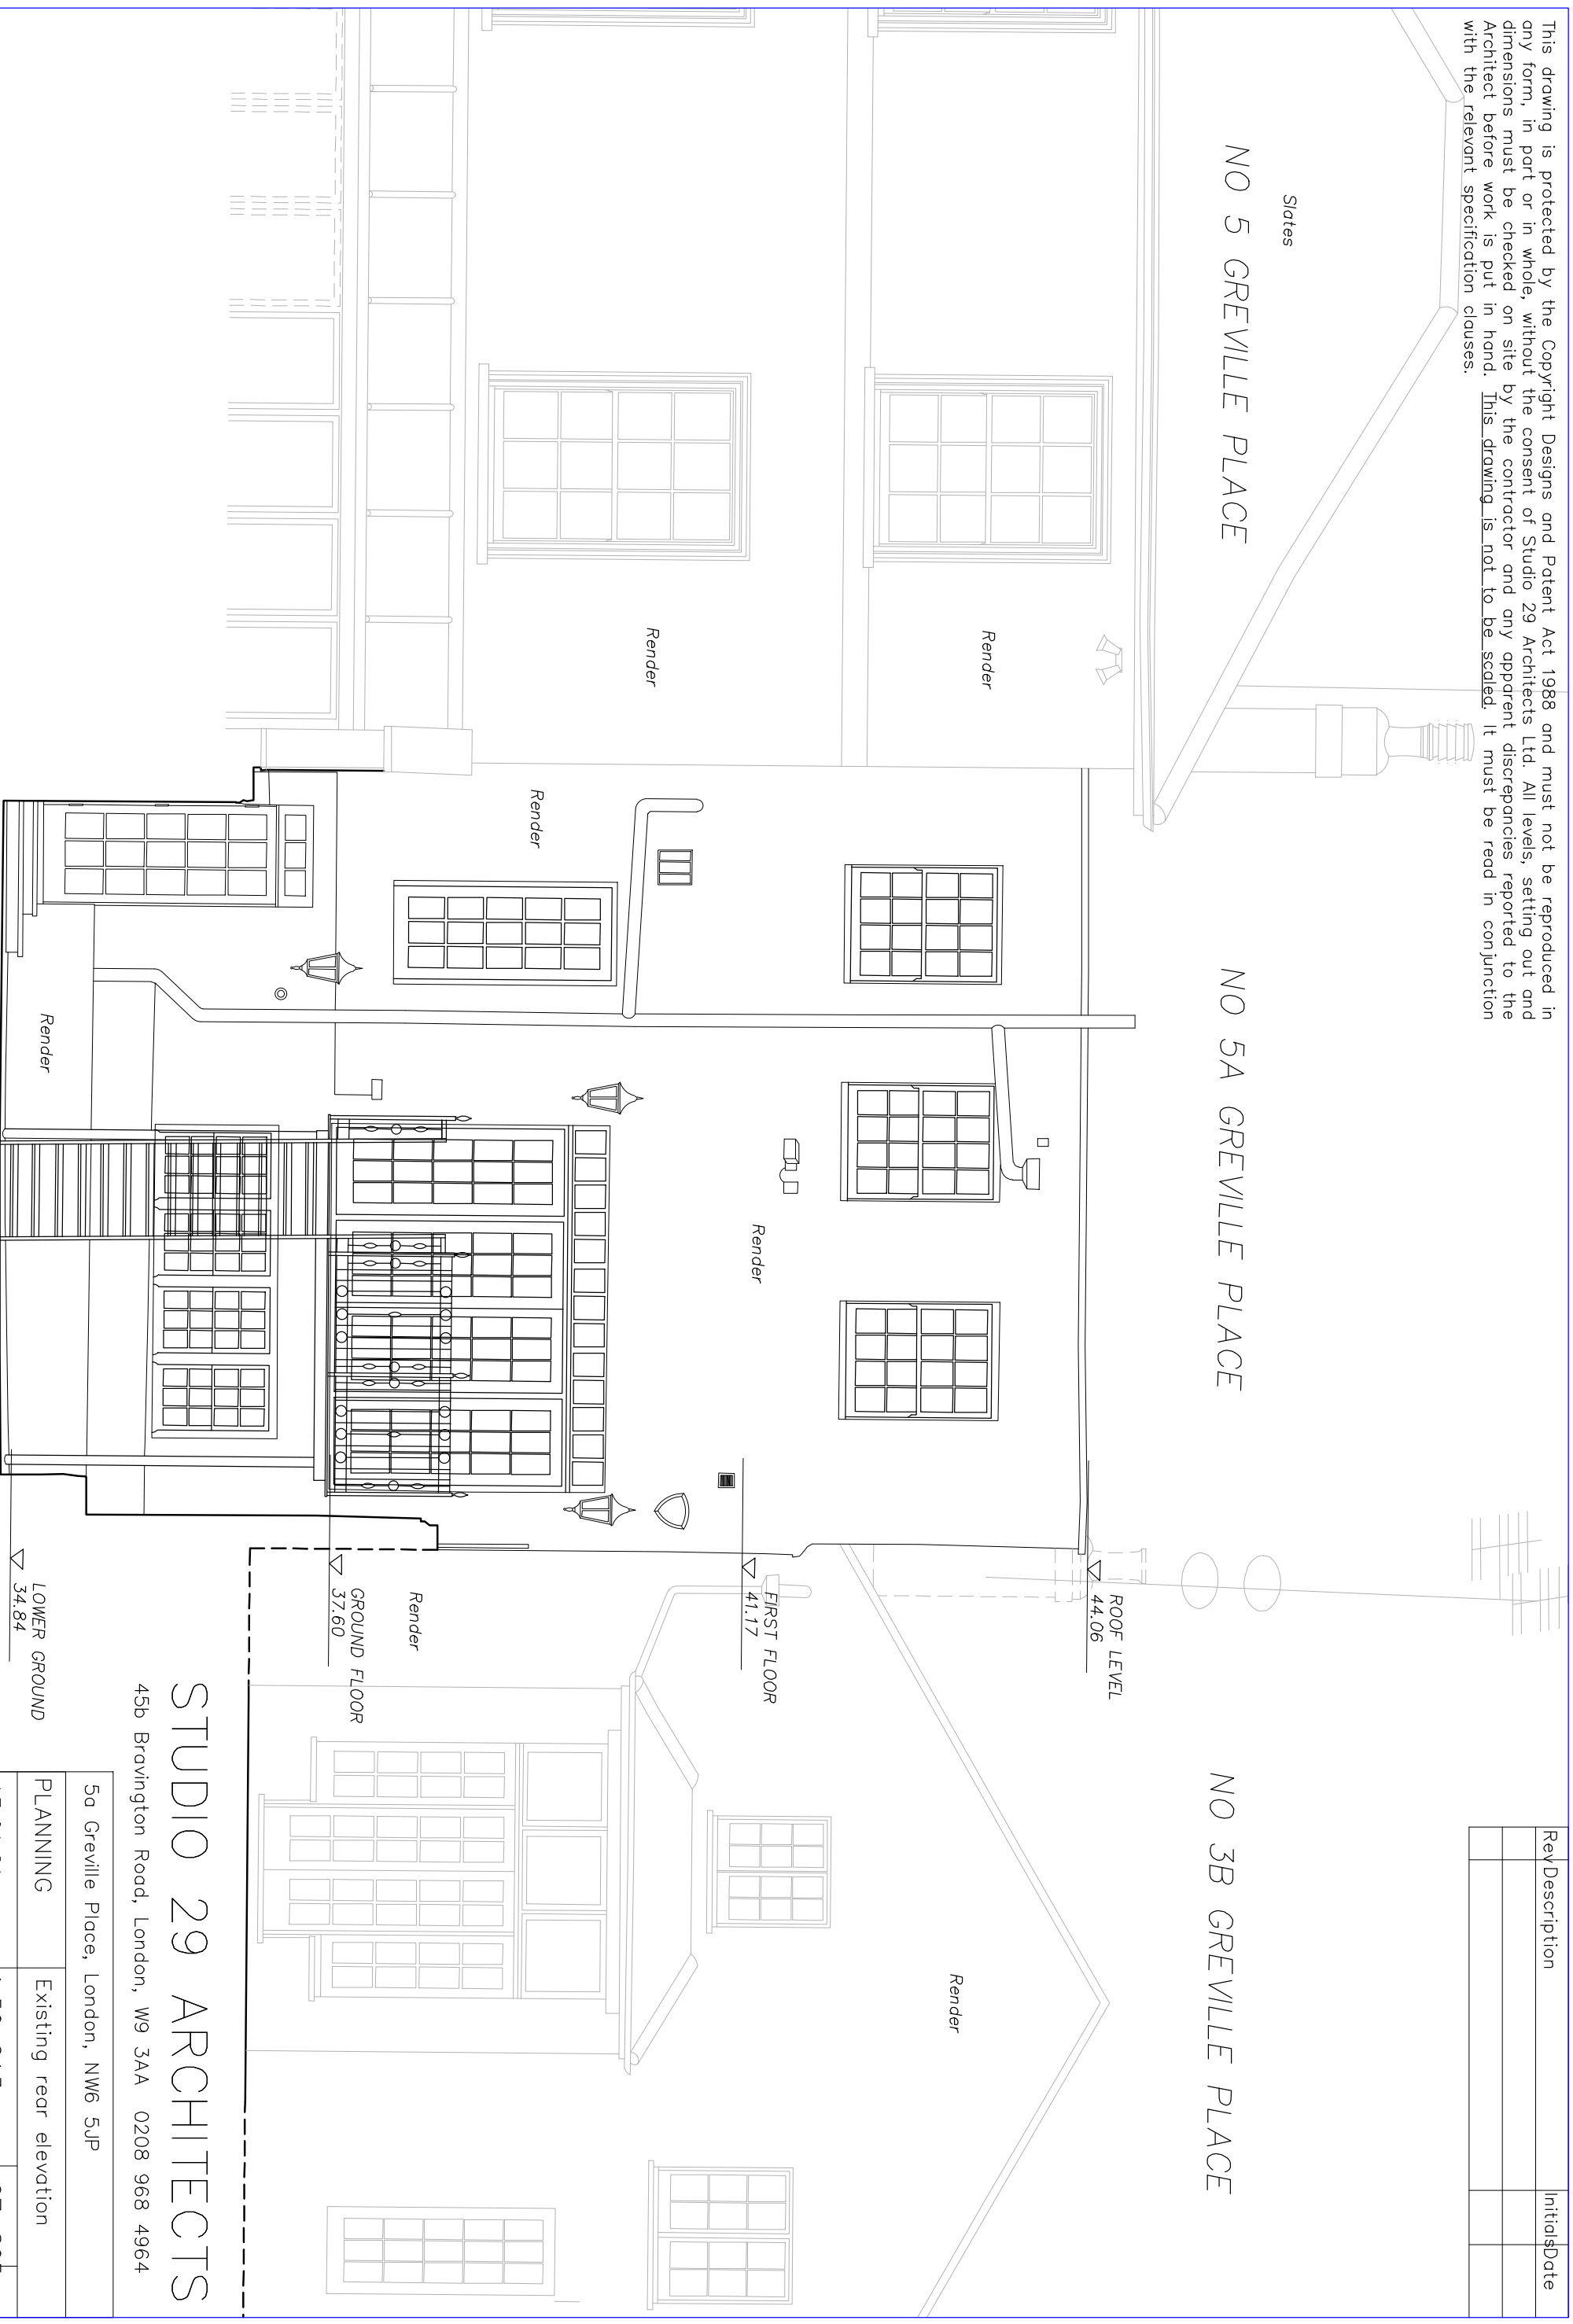 This drawing is protected by the Copyright Designs and Patent Act 1988 and must not be reproduced in
any form, in part or in whole, without the consent of Studio 29 Architects Ltd. All levels, setting out and
dimensions must be checked on site by the contractor and any apparent discrepancies reported to the
Architect before work is put in hand. This drawing is not to be scaled. It must be read in conjunction
with the relevant specification clauses.
Rev Description Initials Date
Slates
NO 5 GREVILLE PLACE
NO 5A GREVILLE PLACE
NO 3B GREVILLE PLACE
Render
Render
Render
Render
Render
Render
Render
ROOF LEVEL
44.06
FIRST FLOOR
41.17
GROUND FLOOR
37.60
LOWER GROUND
34.84
STUDIO 29 ARCHITECTS
45b Bravington Road, London, W9 3AA 0208 968 4964
5a Greville Place, London, NW6 5JP
PLANNING
Existing rear elevation